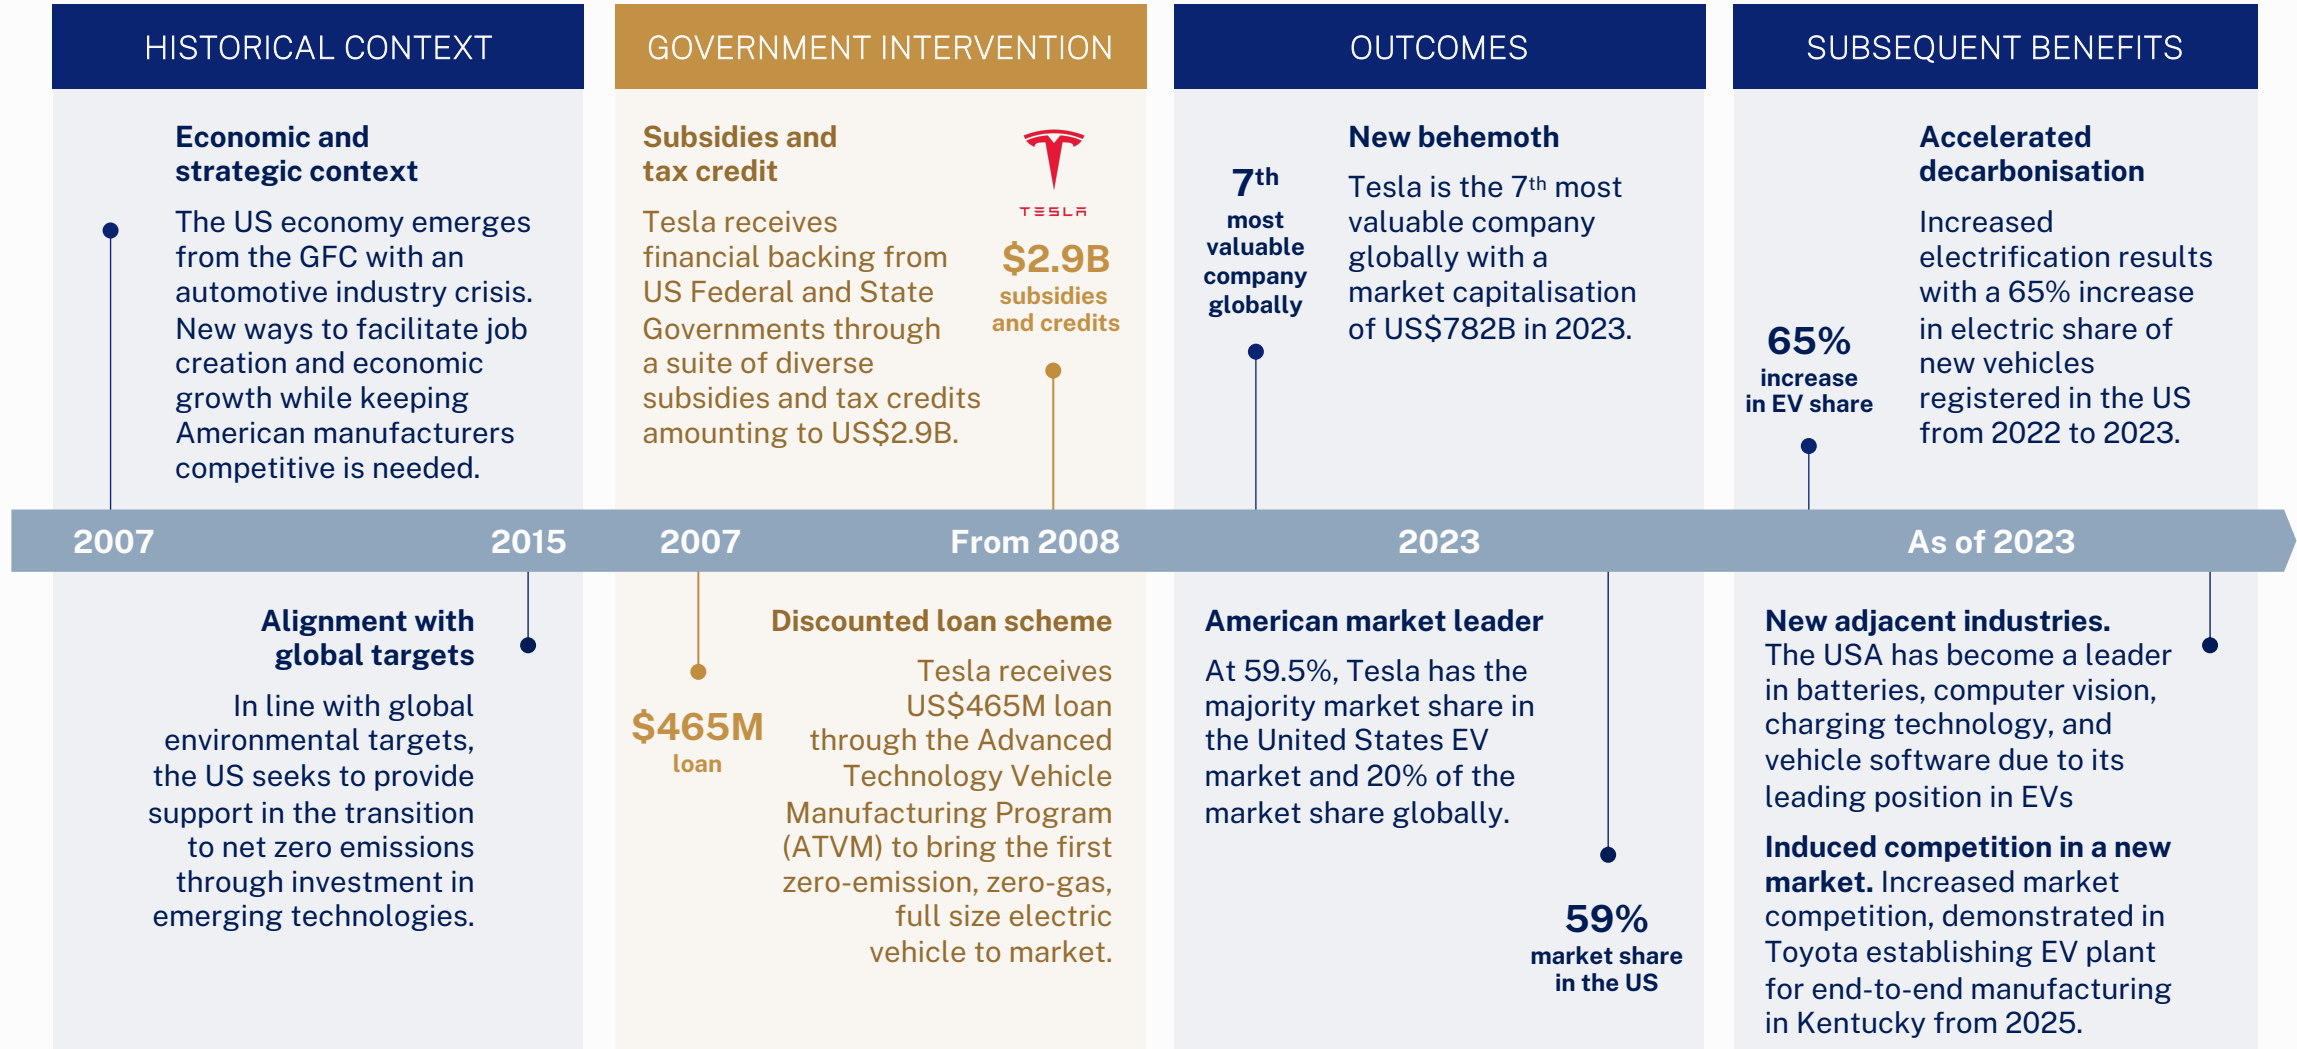 HISTORICAL CONTEXT
Economic and
strategic context
The US economy emerges
from the GFC with an
automotive industry crisis.
New ways to facilitate job
creation and economic
growth while keeping
American manufacturers
competitive is needed.
2007
2015
Alignment with
global targets
In line with global
environmental targets,
the US seeks to provide
support in the transition
to net zero emissions
through investment in
emerging technologies.
GOVERNMENT INTERVENTION
Subsidies and
tax credit
Tesla receives
financial backing from
US Federal and State
Governments through
a suite of diverse
subsidies and tax credits
amounting to US$2.9B.
TESLA
$2.9B
subsidies
and credits
2007
From 2008
$465M
loan
Discounted loan scheme
Tesla receives
US$465M loan
through the Advanced
Technology Vehicle
Manufacturing Program
(ATVM) to bring the first
zero-emission, zero-gas,
full size electric
vehicle to market.
OUTCOMES
7th
most
valuable
company
globally
New behemoth
Tesla is the 7th most
valuable company
globally with a
market capitalisation
of US$782B in 2023.
2023
American market leader
At 59.5%, Tesla has the
majority market share in
the United States EV
market and 20% of the
market share globally.
59%
market share
in the US
SUBSEQUENT BENEFITS
65%
increase
in EV share
Accelerated
decarbonisation
Increased
electrification results
with a 65% increase
in electric share of
new vehicles
registered in the US
from 2022 to 2023.
As of 2023
New adjacent industries.
The USA has become a leader
in batteries, computer vision,
charging technology, and
vehicle software due to its
leading position in EVs
Induced competition in a new
market. Increased market
competition, demonstrated in
Toyota establishing EV plant
for end-to-end manufacturing
in Kentucky from 2025.